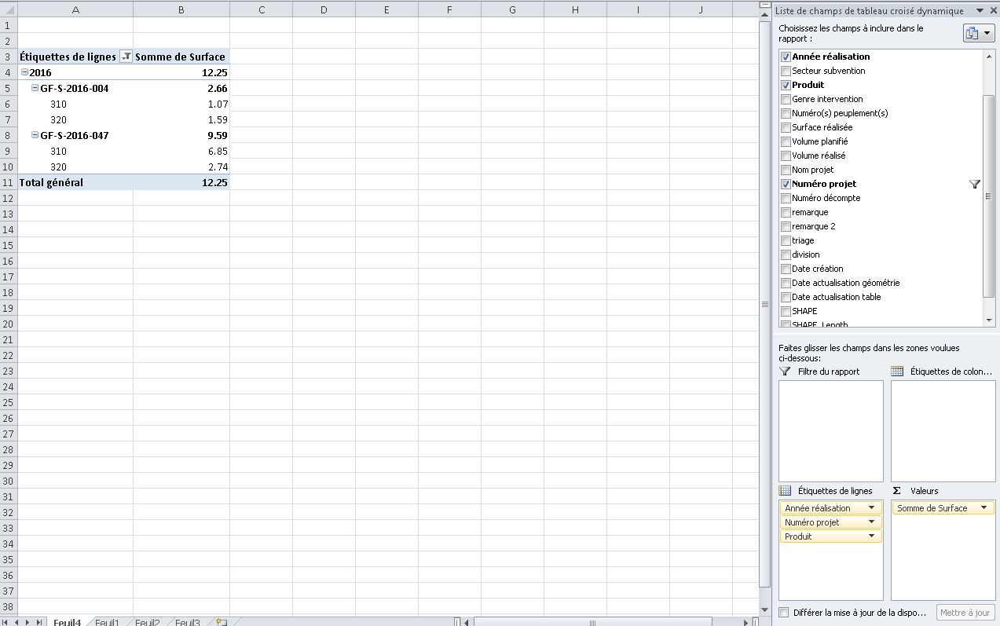 A B C D E F G H I J
1
2
3 Étiquettes de lignes Somme de Surface
4 2016 12.25
5 GF-S-2016-004 2.66
6 310 1.07
7 320 1.59
8 GF-S-2016-047 9.59
9 310 6.85
10 320 2.74
11 Total général 12.25
12
13
14
15
16
17
18
19
20
21
22
23
24
25
26
27
28
29
30
31
32
33
34
35
36
37
38
Feuil4 Feuil1 Feuil2 Feuil3
Liste de champs de tableau croisé dynamique
Choisissez les champs à inclure dans le
rapport :
Année réalisation
Secteur subvention
Produit
Genre intervention
Numéro(s) peuplement(s)
Surface réalisée
Volume planifié
Volume réalisé
Nom projet
Numéro projet
Numéro décompte
remarque
remarque 2
triage
division
Date création
Date actualisation géométrie
Date actualisation table
SHAPE
SHAPE_Length
Faites glisser les champs dans les zones voulues
ci-dessous:
Filtre du rapport Étiquettes de colon...
Étiquettes de lignes Σ Valeurs
Année réalisation Somme de Surface
Numéro projet
Produit
Différer la mise à jour de la dispo... Mettre à jour